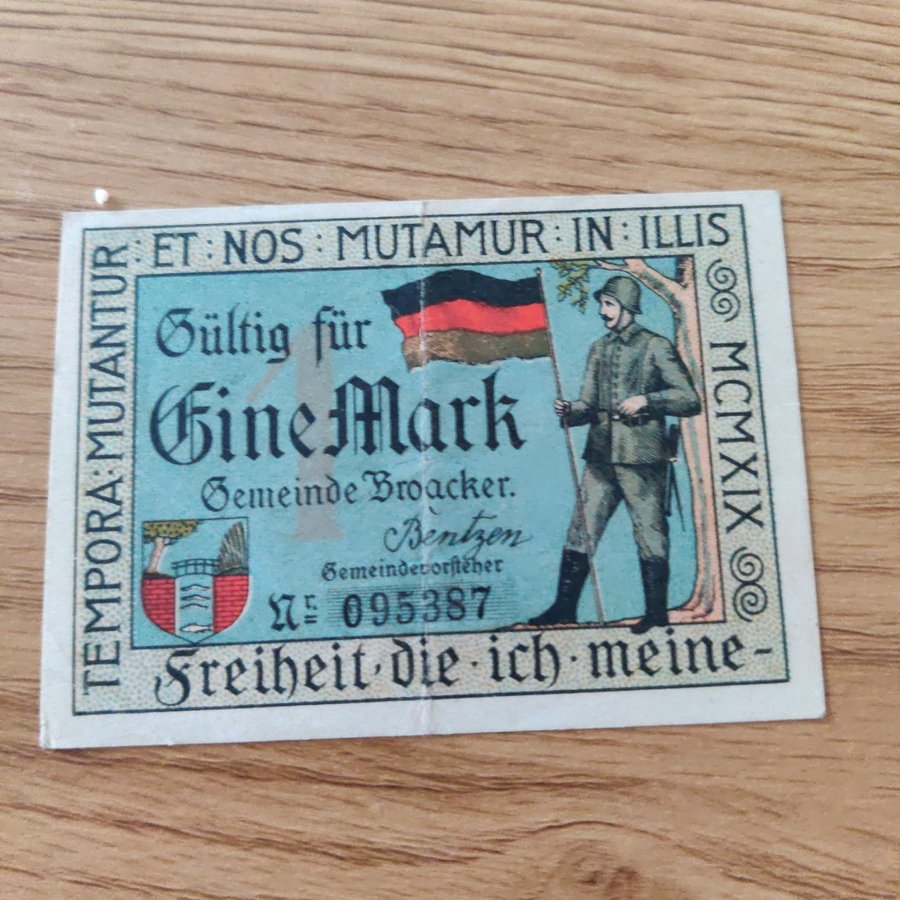 TEMPORA : MUTANTUR : ET : NOS : MUTAMUR : IN : ILLIS
MCMXIX
1
Gültig für
Eine Mark
Gemeinde Broacker.
Bentzen
Gemeindevorsteher
Nr. 095387
Freiheit · die · ich · meine -